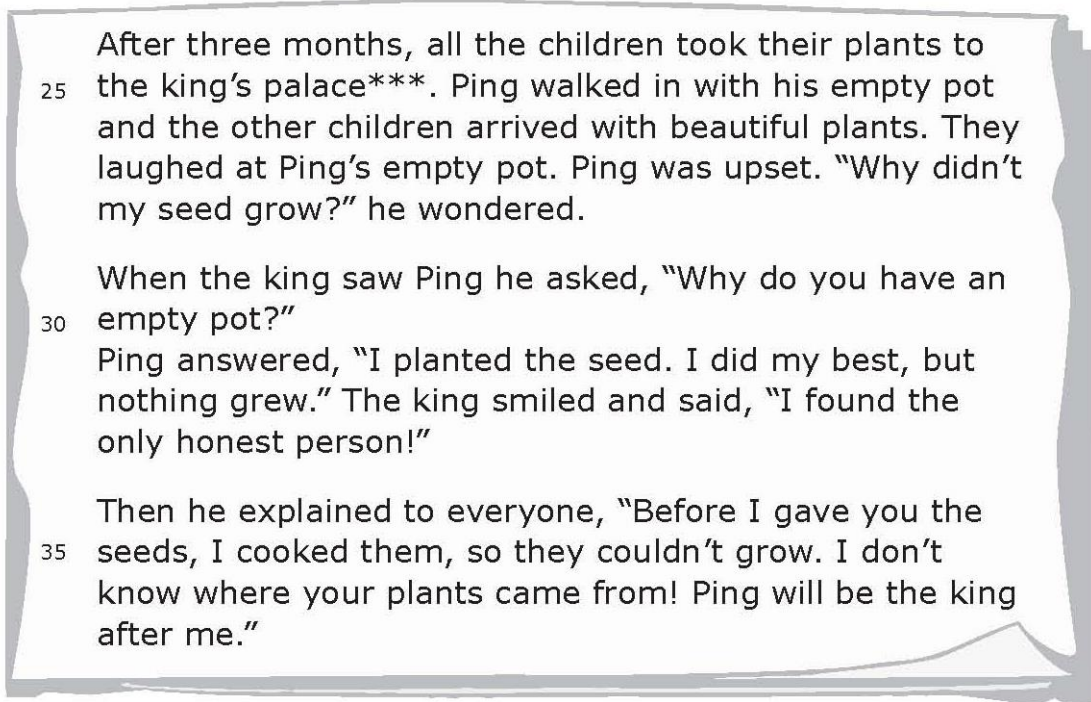 After three months, all the children took their plants to
25 the king's palace***. Ping walked in with his empty pot
and the other children arrived with beautiful plants. They
laughed at Ping's empty pot. Ping was upset. "Why didn't
my seed grow?" he wondered.
When the king saw Ping he asked, "Why do you have an
30 empty pot?"
Ping answered, "I planted the seed. I did my best, but
nothing grew." The king smiled and said, "I found the
only honest person!"
Then he explained to everyone, "Before I gave you the
35 seeds, I cooked them, so they couldn't grow. I don't
know where your plants came from! Ping will be the king
after me."